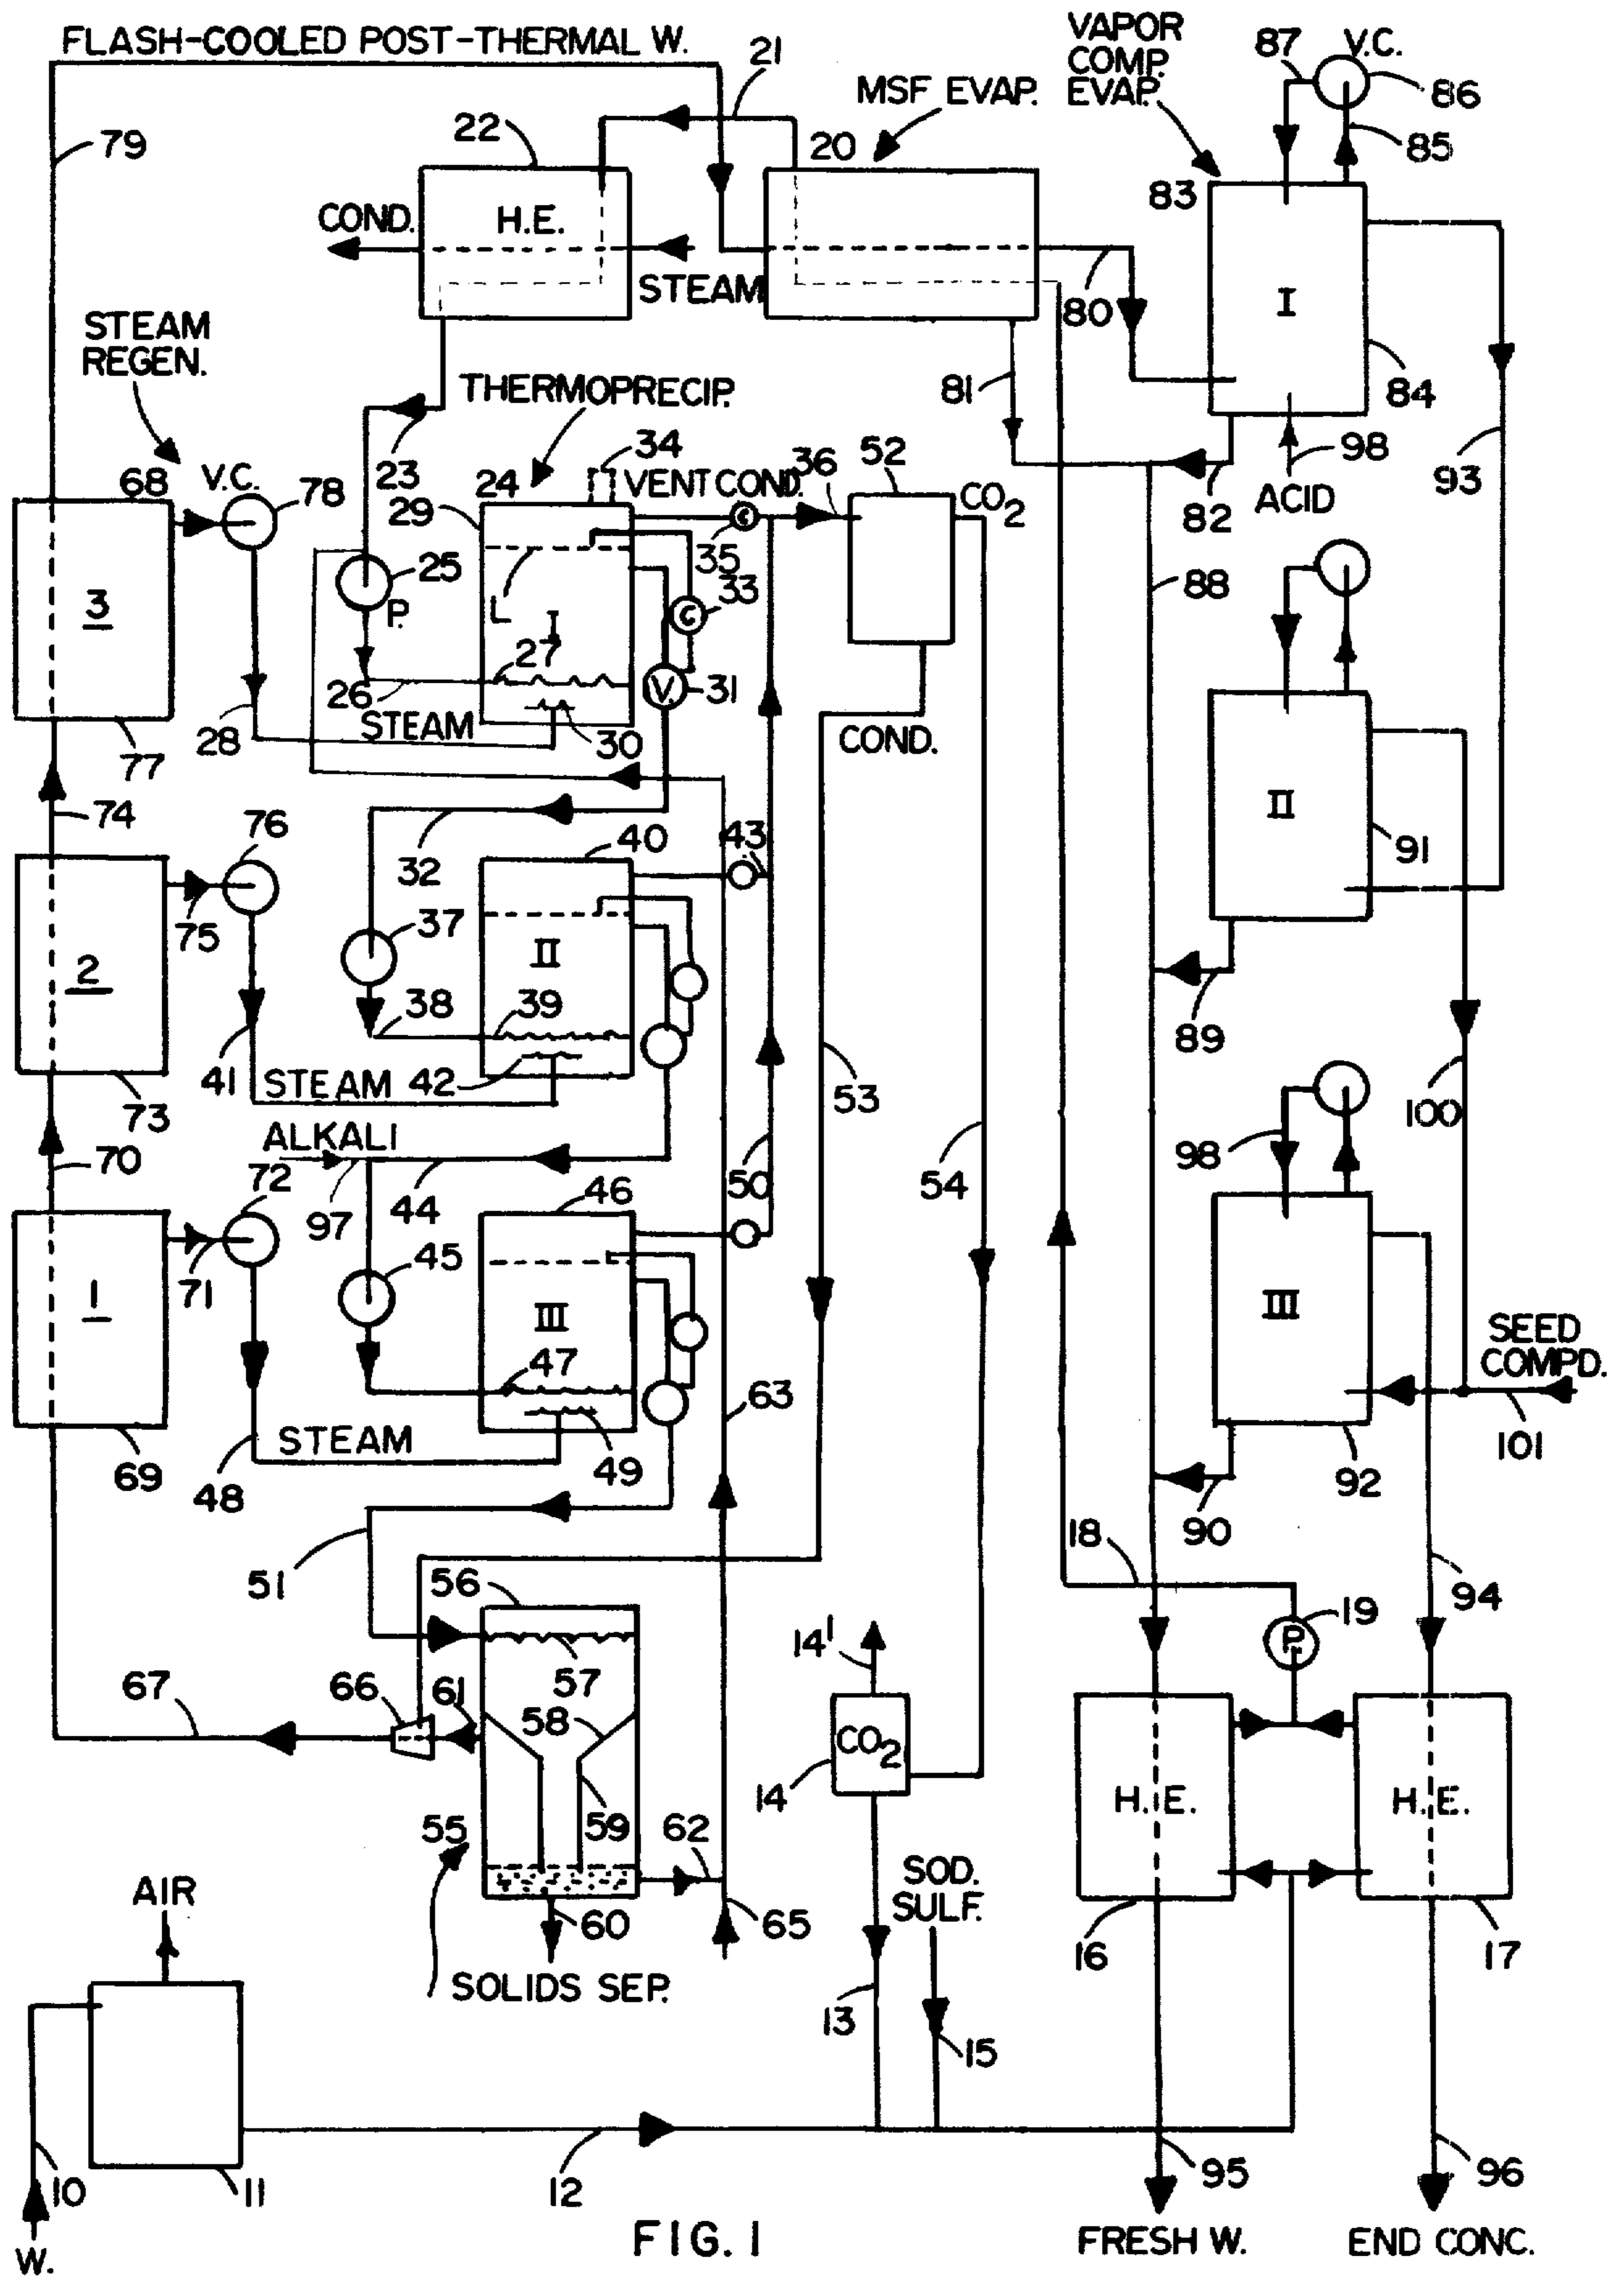 FLASH-COOLED POST-THERMAL W.
21
VAPOR
COMP.
EVAP.
87
V.C.
86
MSF EVAP.
79
22
20
85
83
COND.
H.E.
STEAM
80
I
84
STEAM
REGEN.
THERMOPRECIP.
81
23
34
36
52
98
93
68
V.C.
78
24
VENT COND.
CO2
82
ACID
29
35
25
33
88
3
P.
L
I
C
C
27
26
V.
31
28
STEAM
30
COND.
77
74
76
32
40
43
II
91
75
37
2
II
38
39
89
41
STEAM
42
53
73
100
ALKALI
70
72
50
54
98
97
44
46
71
45
1
III
III
SEED
COMPD.
47
63
48
STEAM
49
101
69
92
90
51
18
56
94
19
P.
14'
67
66
61
57
58
CO2
14
H.E.
H.E.
59
55
62
SOD.
SULF.
AIR
60
65
16
17
SOLIDS SEP.
13
15
10
11
12
95
96
W.
FIG. 1
FRESH W.
END CONC.